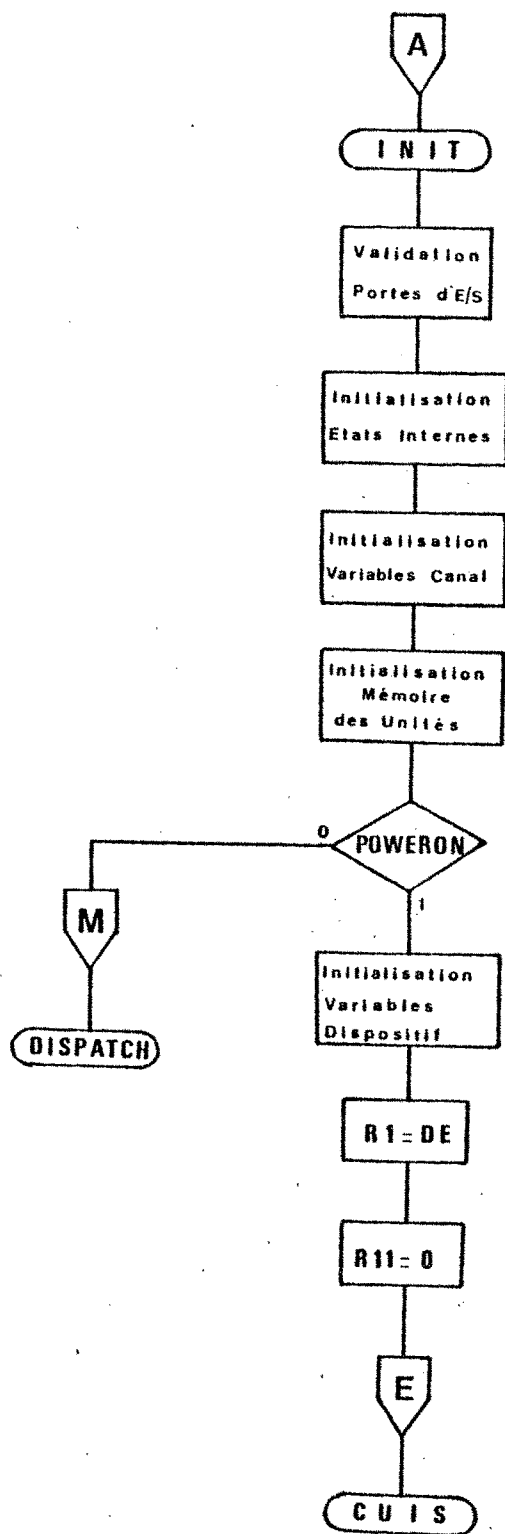 A
INIT
Validation
Portes d'E/S
Initialisation
Etats Internes
Initialisation
Variables Canal
Initialisation
Mémoire
des Unités
0
POWERON
1
M
DISPATCH
Initialisation
Variables
Dispositif
R1=DE
R11=0
E
CUIS